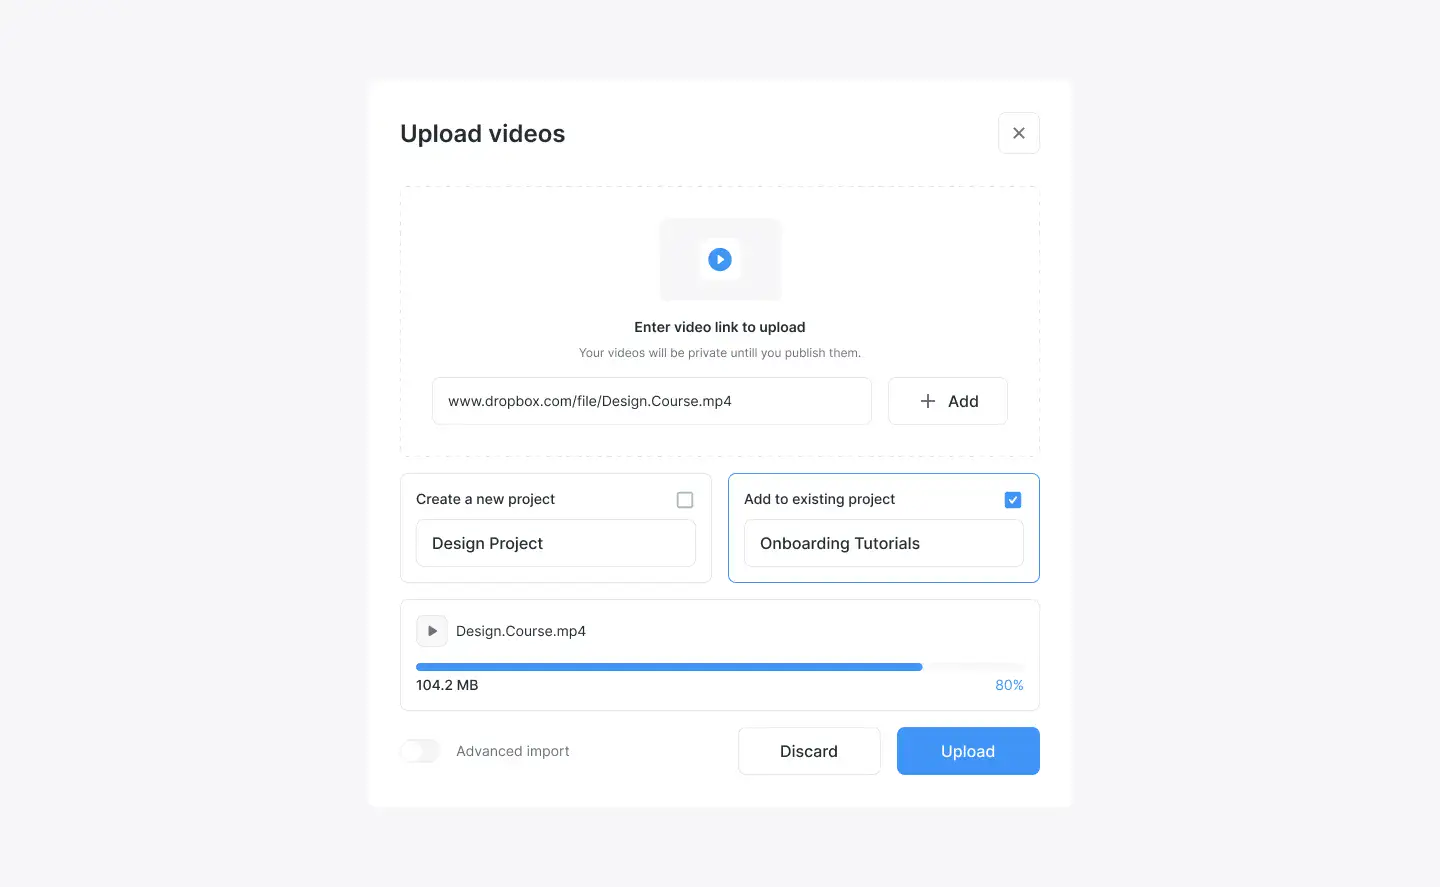 Upload videos
Enter video link to upload
Your videos will be private untill you publish them.
www.dropbox.com/file/Design.Course.mp4
Add
Create a new project
Add to existing project
Design Project
Onboarding Tutorials
Design.Course.mp4
104.2 MB
80%
Advanced import
Discard
Upload